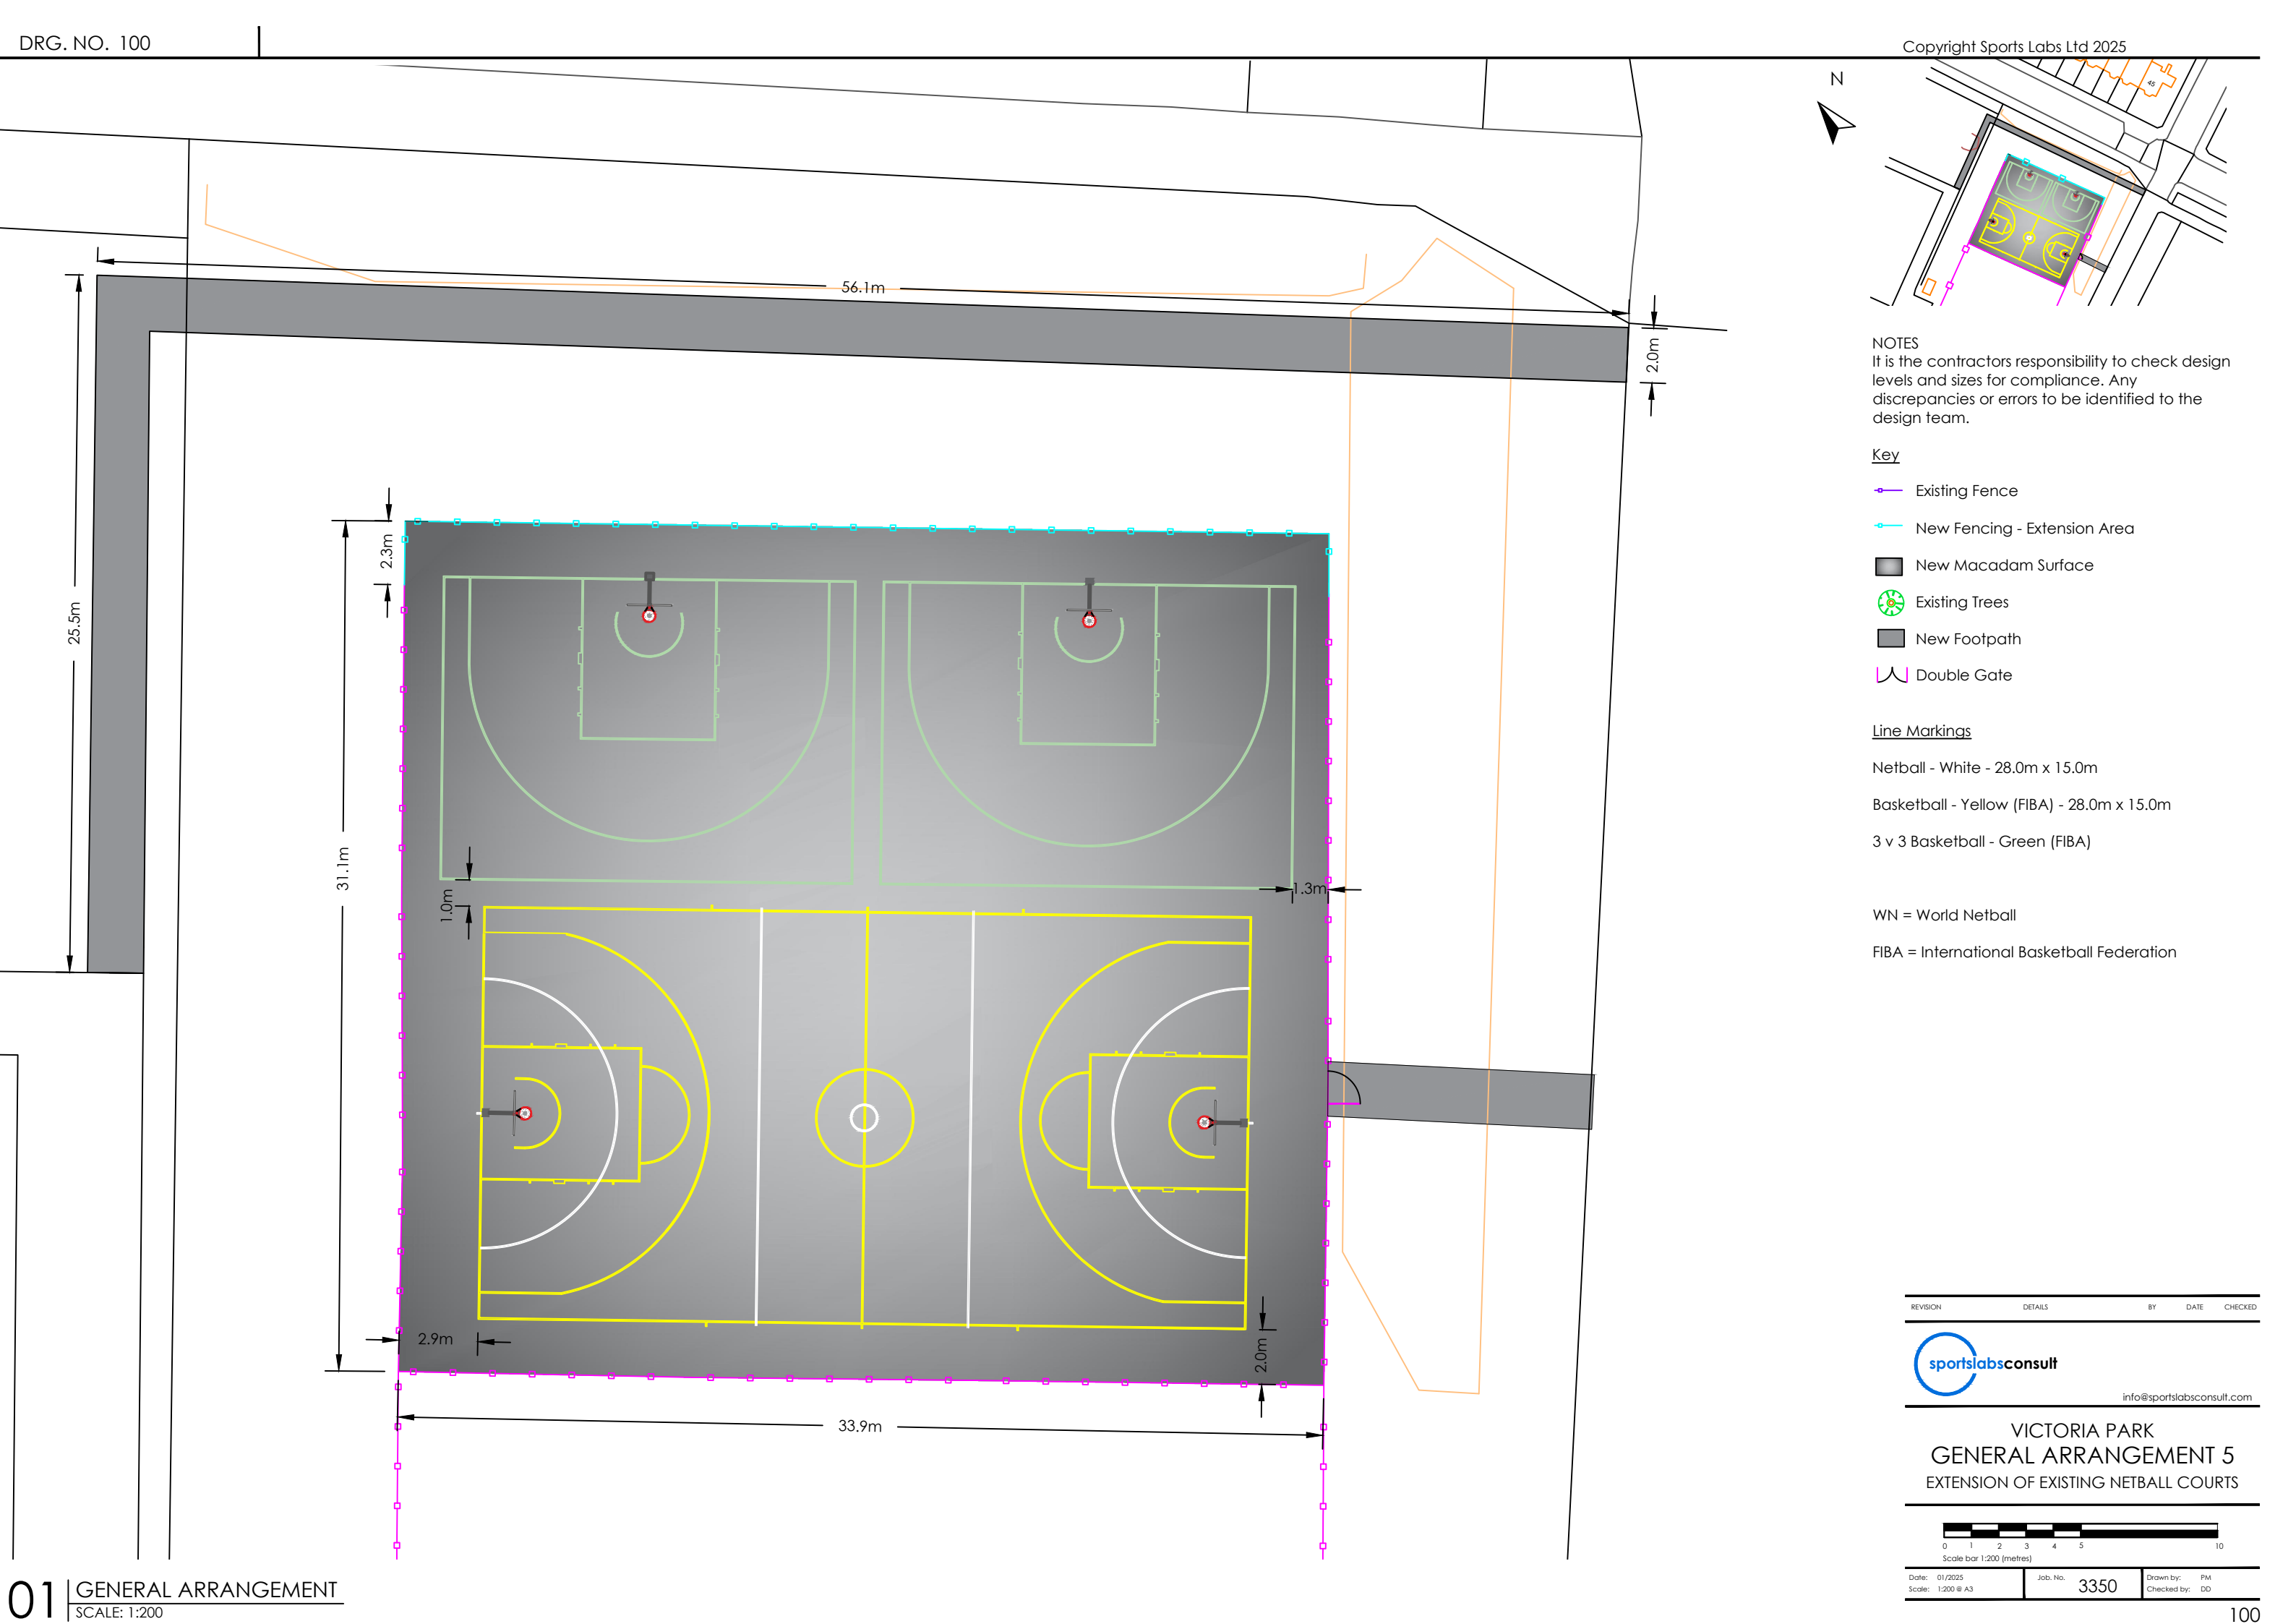 DRG. NO. 100
Copyright Sports Labs Ltd 2025
N
45
56.1m
2.0m
25.5m
2.3m
31.1m
1.0m
1.3m
2.9m
2.0m
33.9m
NOTES
It is the contractors responsibility to check design
levels and sizes for compliance. Any
discrepancies or errors to be identified to the
design team.
Key
Existing Fence
New Fencing - Extension Area
New Macadam Surface
Existing Trees
New Footpath
Double Gate
Line Markings
Netball - White - 28.0m x 15.0m
Basketball - Yellow (FIBA) - 28.0m x 15.0m
3 v 3 Basketball - Green (FIBA)
WN = World Netball
FIBA = International Basketball Federation
REVISION DETAILS BY DATE CHECKED
sportslabsconsult
info@sportslabsconsult.com
VICTORIA PARK
GENERAL ARRANGEMENT 5
EXTENSION OF EXISTING NETBALL COURTS
0 1 2 3 4 5 10
Scale bar 1:200 (metres)
Date: 01/2025
Scale: 1:200 @ A3
Job. No. 3350
Drawn by: PM
Checked by: DD
100
01 GENERAL ARRANGEMENT
SCALE: 1:200